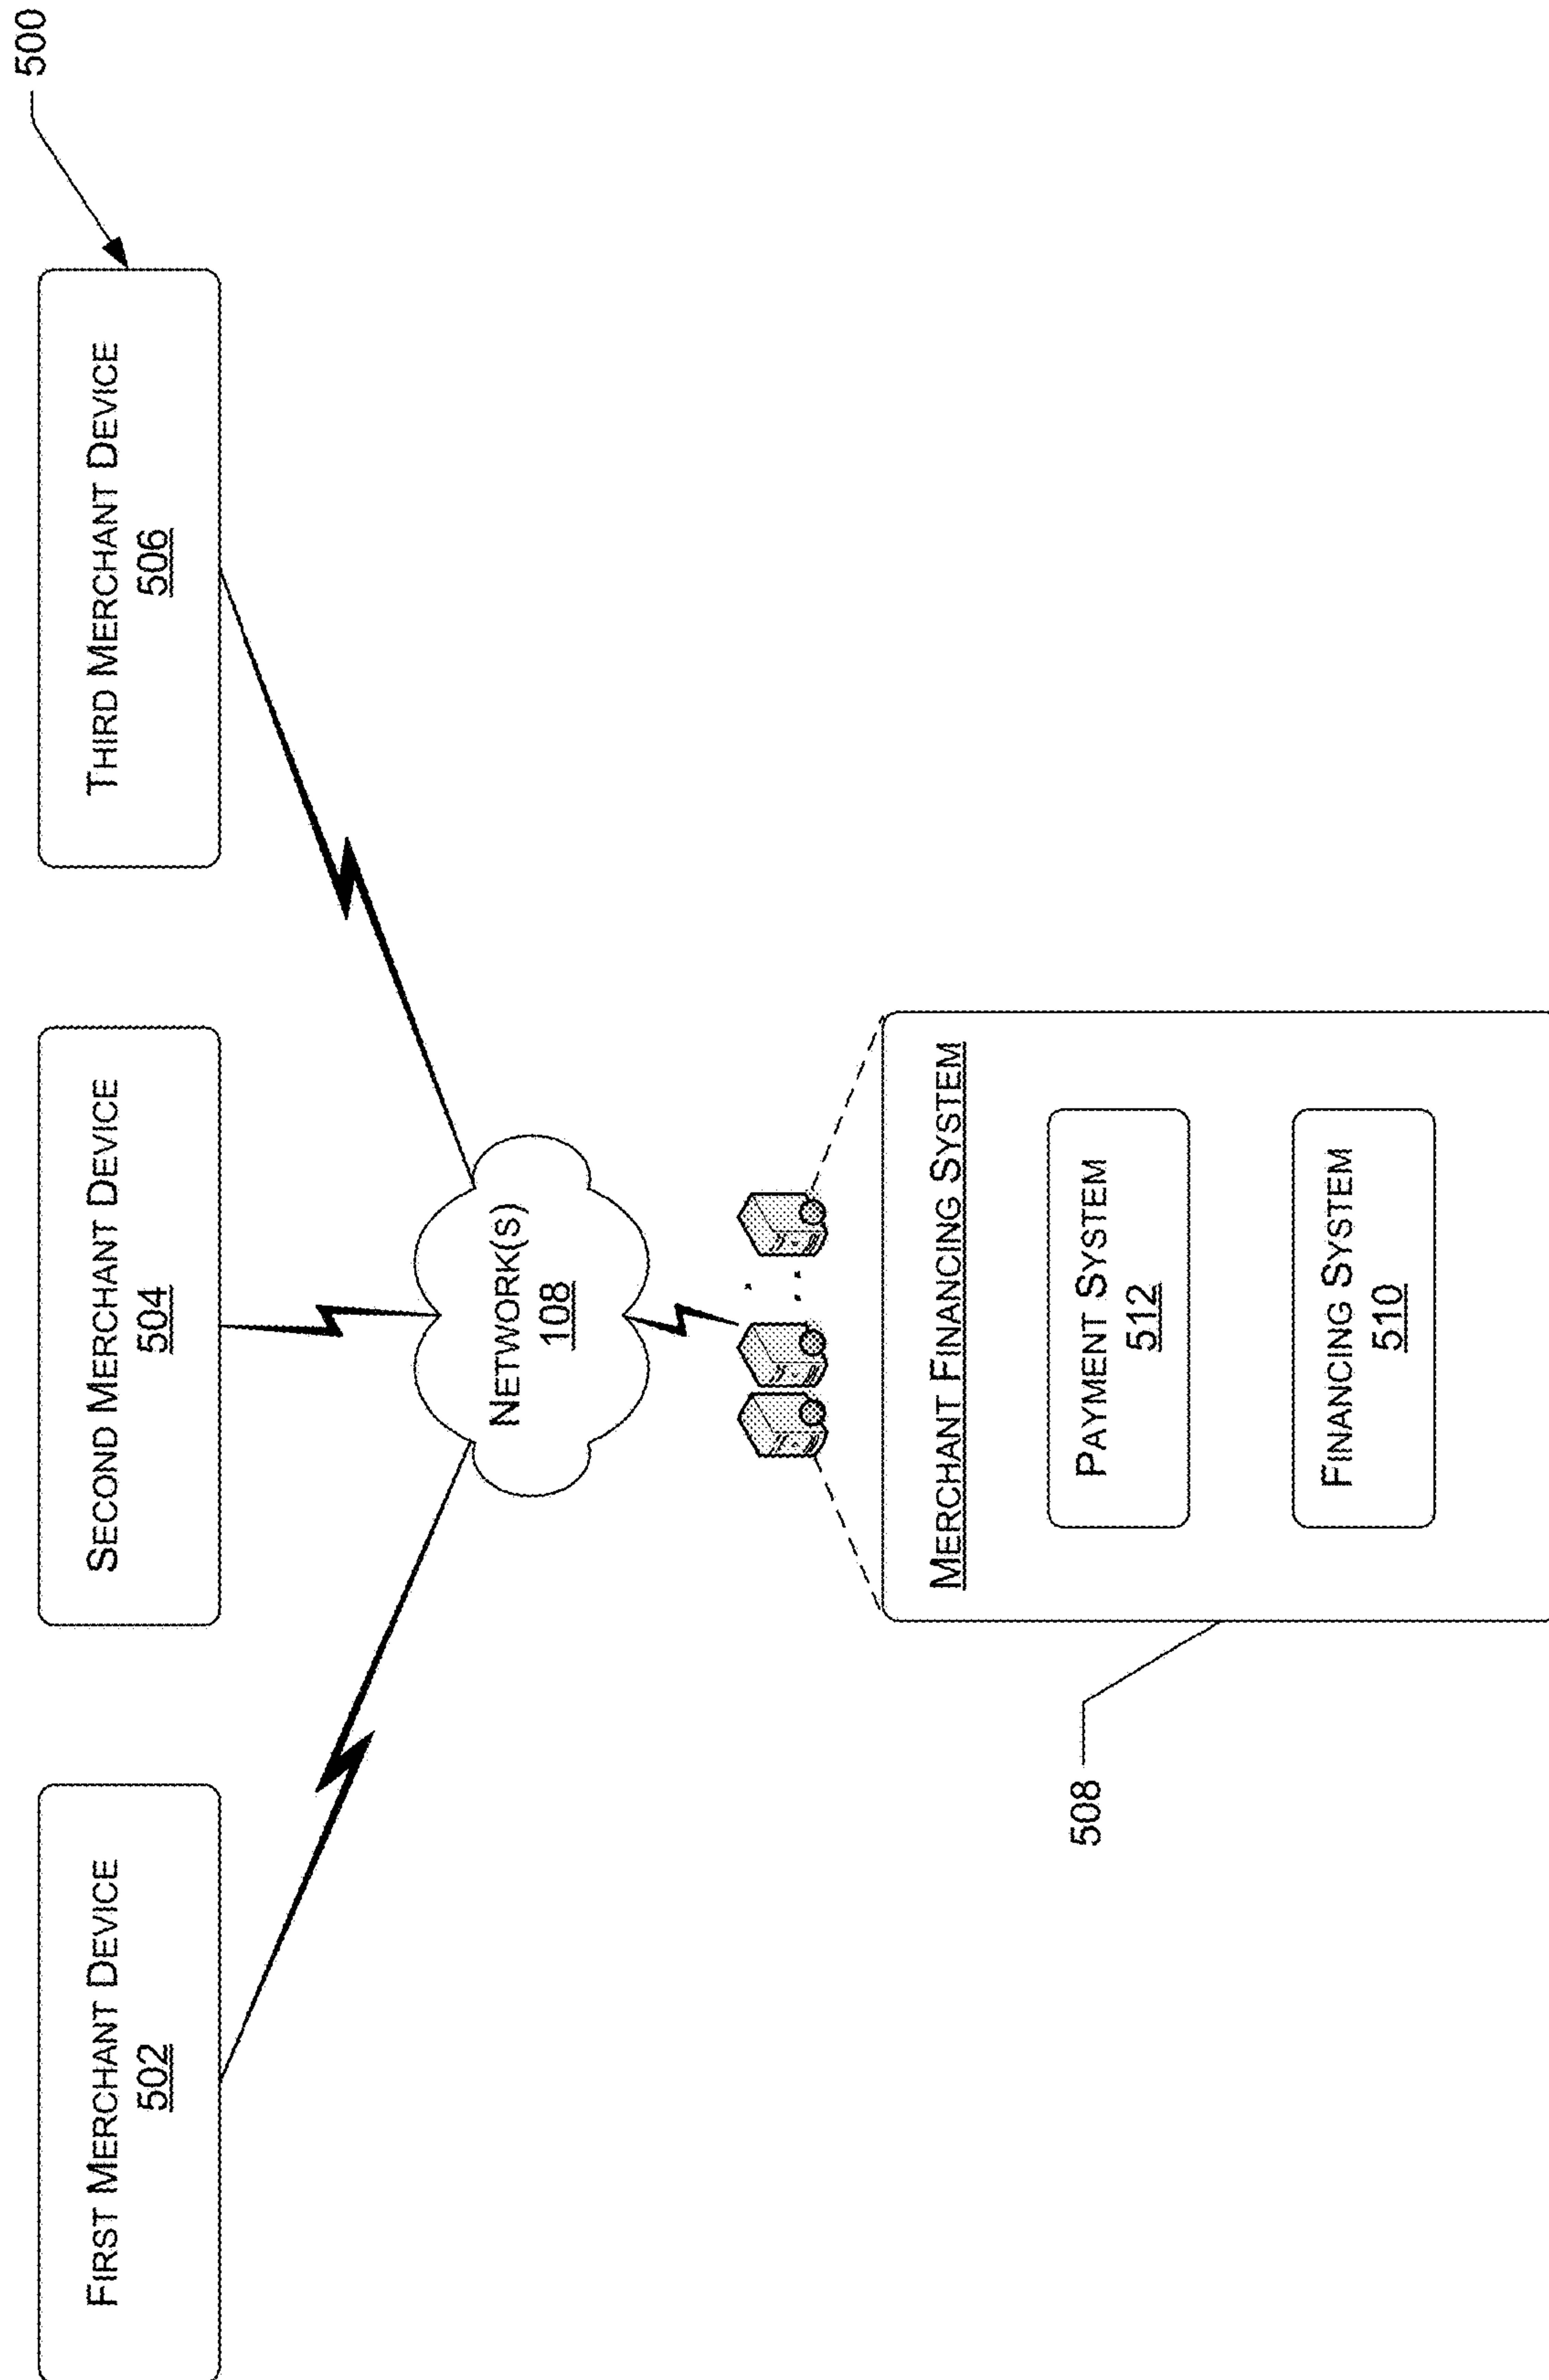 500
FIRST MERCHANT DEVICE
502
SECOND MERCHANT DEVICE
504
THIRD MERCHANT DEVICE
506
NETWORK(S)
108
MERCHANT FINANCING SYSTEM
PAYMENT SYSTEM
512
508
FINANCING SYSTEM
510